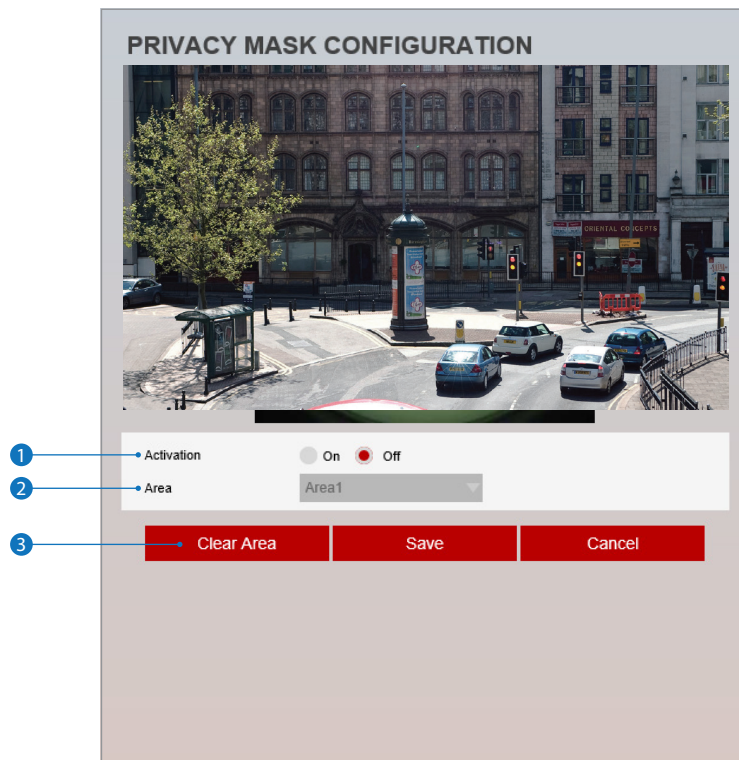 PRIVACY MASK CONFIGURATION
ORIENTAL CONCEPTS
1
Activation
On
Off
2
Area
Area1
3
Clear Area
Save
Cancel